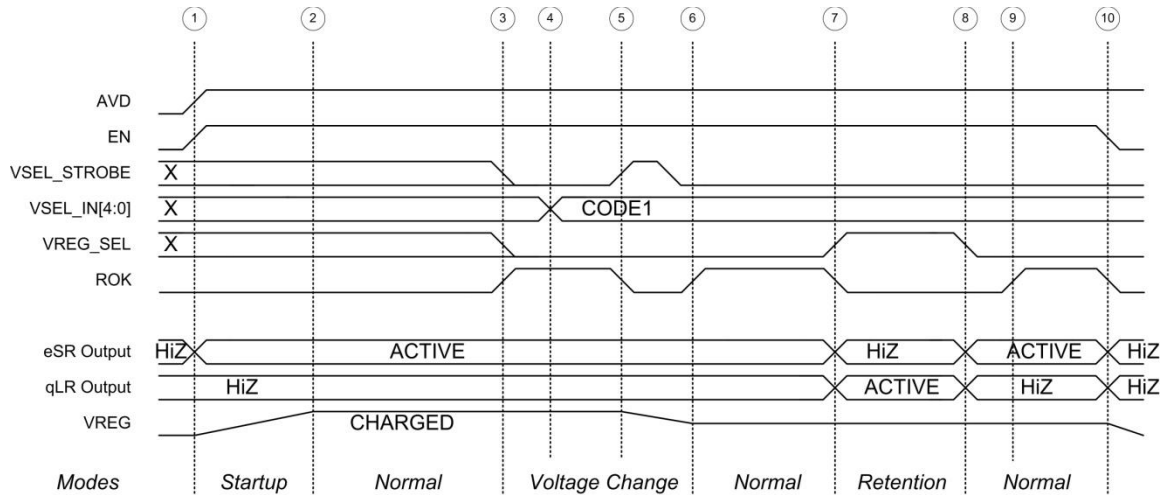 1 2 3 4 5 6 7 8 9 10
AVD
EN
VSEL_STROBE X
VSEL_IN[4:0] X CODE1
VREG_SEL X
ROK
eSR Output HiZ ACTIVE HiZ ACTIVE HiZ
qLR Output HiZ ACTIVE HiZ HiZ
VREG CHARGED
Modes Startup Normal Voltage Change Normal Retention Normal